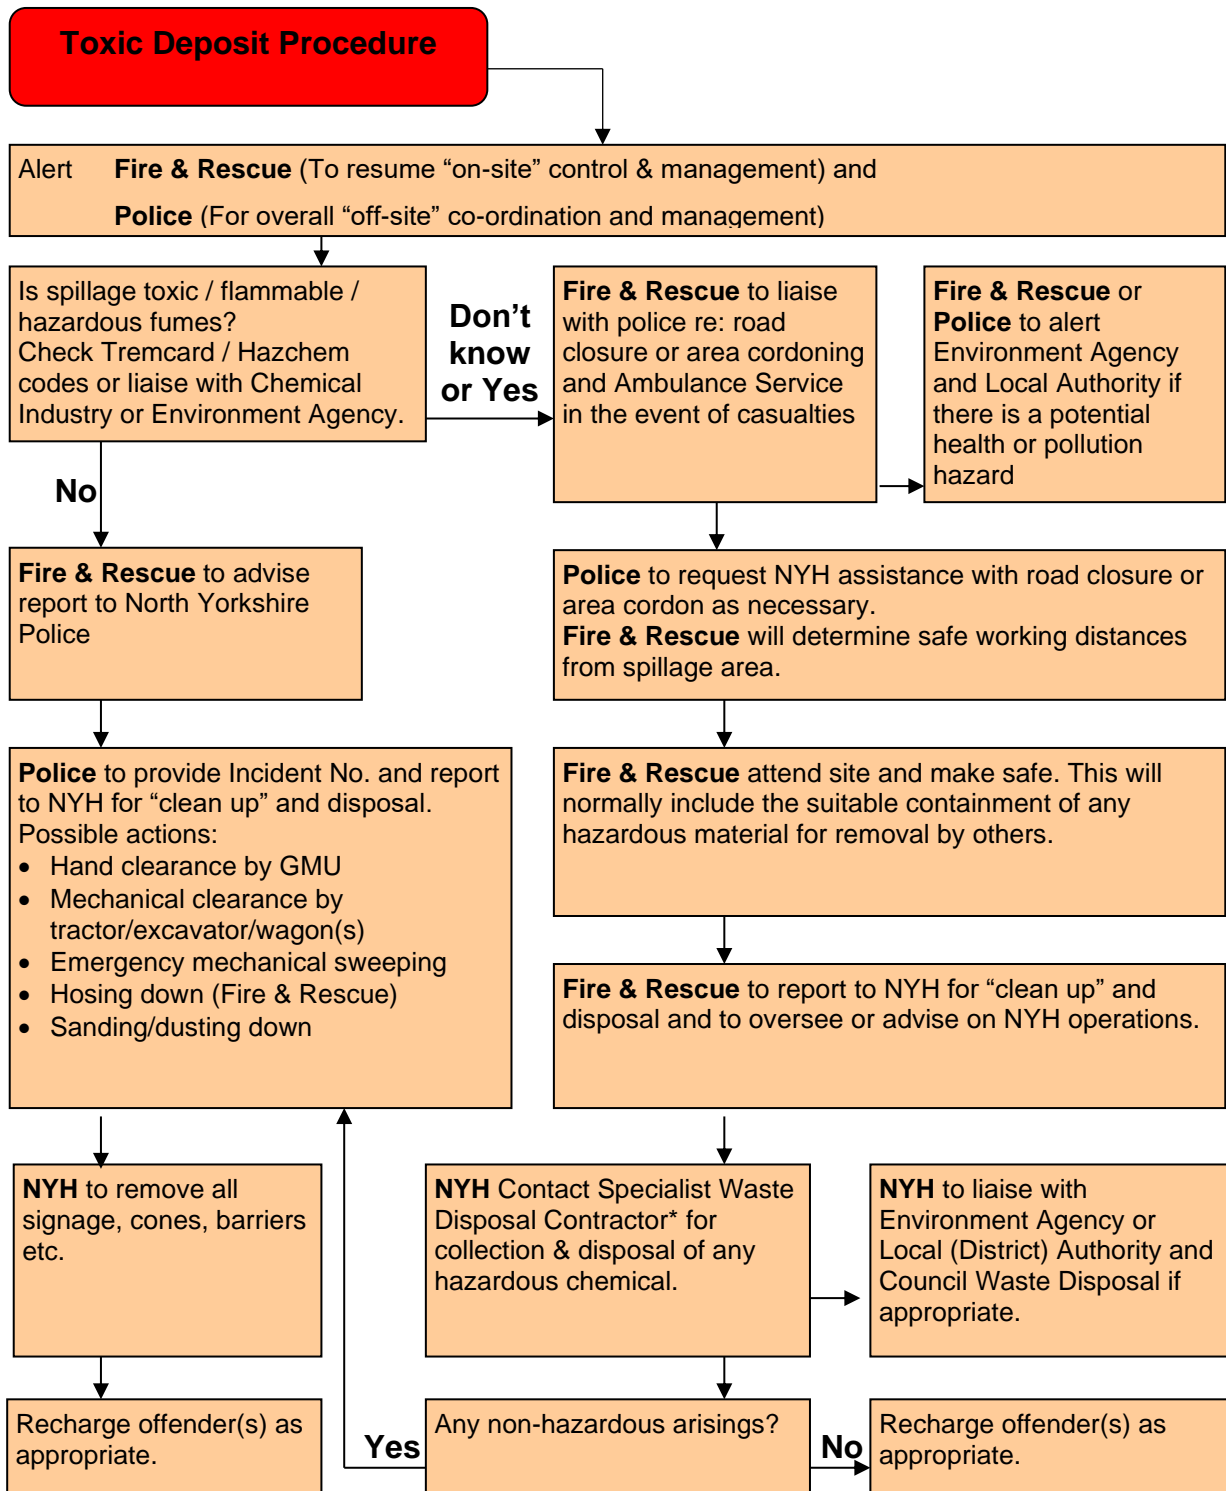 Toxic Deposit Procedure
Alert Fire & Rescue (To resume “on-site” control & management) and
Police (For overall “off-site” co-ordination and management)
Is spillage toxic / flammable /
hazardous fumes?
Check Tremcard / Hazchem
codes or liaise with Chemical
Industry or Environment Agency.
Don’t
know
or Yes
Fire & Rescue to liaise
with police re: road
closure or area cordoning
and Ambulance Service
in the event of casualties
Fire & Rescue or
Police to alert
Environment Agency
and Local Authority if
there is a potential
health or pollution
hazard
No
Fire & Rescue to advise
report to North Yorkshire
Police
Police to request NYH assistance with road closure or
area cordon as necessary.
Fire & Rescue will determine safe working distances
from spillage area.
Police to provide Incident No. and report
to NYH for “clean up” and disposal.
Possible actions:
• Hand clearance by GMU
• Mechanical clearance by
tractor/excavator/wagon(s)
• Emergency mechanical sweeping
• Hosing down (Fire & Rescue)
• Sanding/dusting down
Fire & Rescue attend site and make safe. This will
normally include the suitable containment of any
hazardous material for removal by others.
Fire & Rescue to report to NYH for “clean up” and
disposal and to oversee or advise on NYH operations.
NYH to remove all
signage, cones, barriers
etc.
NYH Contact Specialist Waste
Disposal Contractor* for
collection & disposal of any
hazardous chemical.
NYH to liaise with
Environment Agency or
Local (District) Authority and
Council Waste Disposal if
appropriate.
Recharge offender(s) as
appropriate.
Yes
Any non-hazardous arisings?
No
Recharge offender(s) as
appropriate.